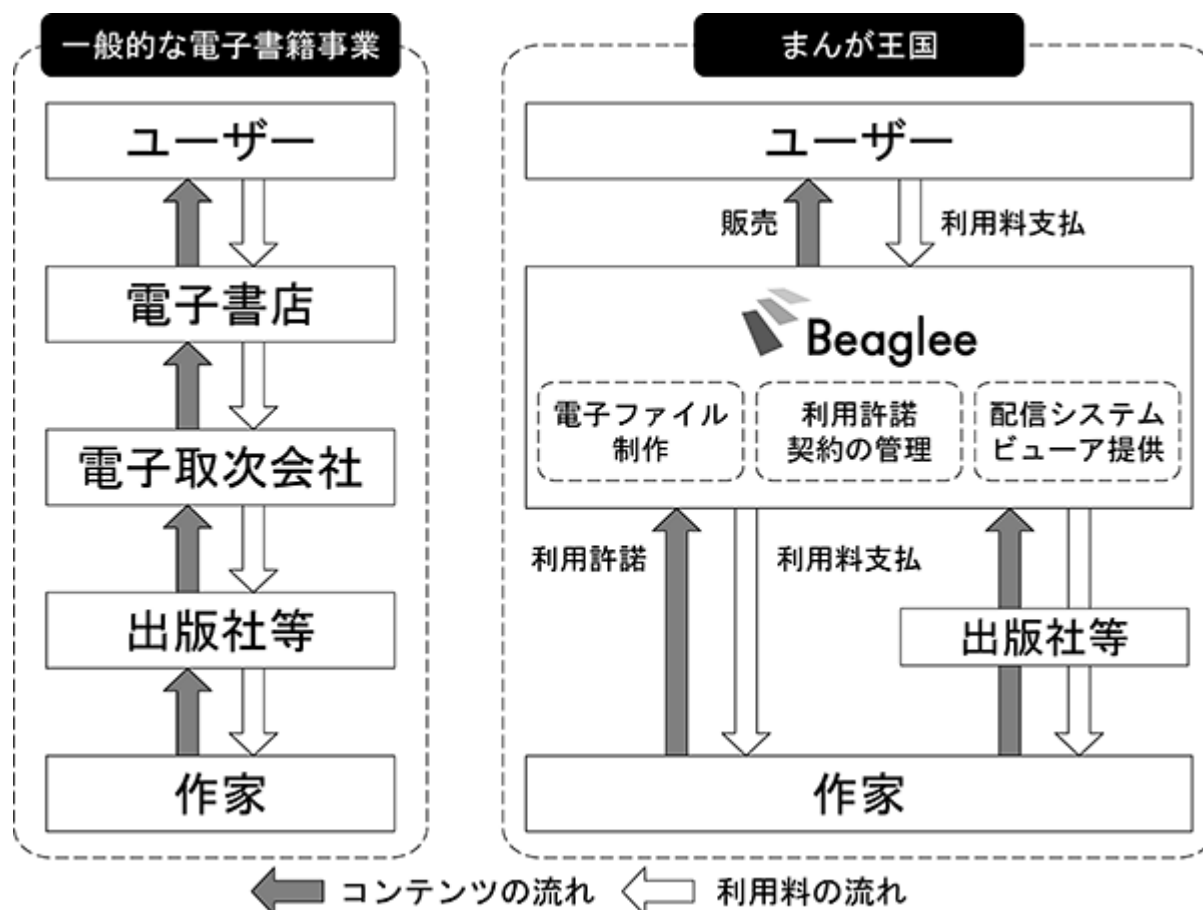 一般的な電子書籍事業
ユーザー
電子書店
電子取次会社
出版社等
作家
まんが王国
ユーザー
販売
利用料支払
Beaglee
電子ファイル
制作
利用許諾
契約の管理
配信システム
ビューア提供
利用許諾
利用料支払
出版社等
作家
コンテンツの流れ
利用料の流れ